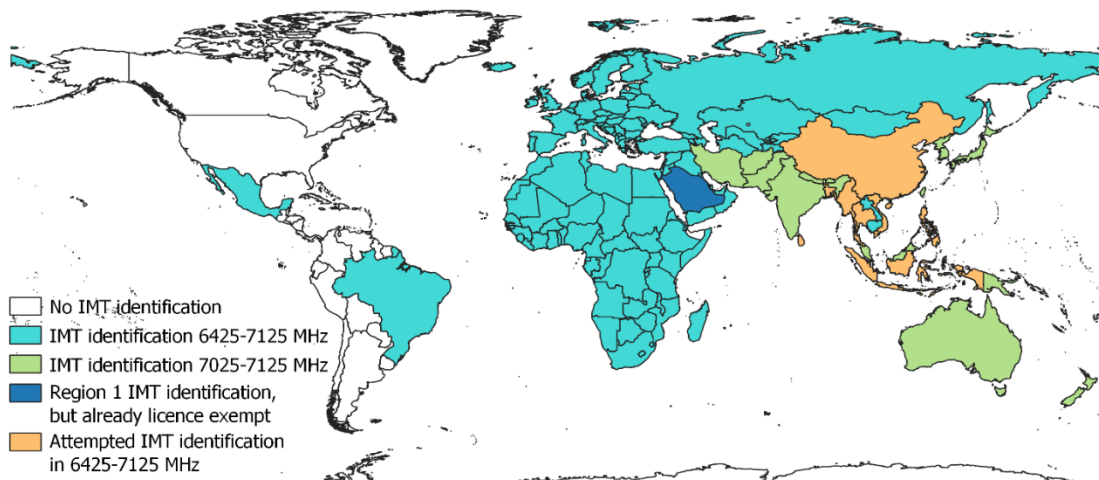 No IMT identification
IMT identification 6425-7125 MHz
IMT identification 7025-7125 MHz
Region 1 IMT identification,
but already licence exempt
Attempted IMT identification
in 6425-7125 MHz